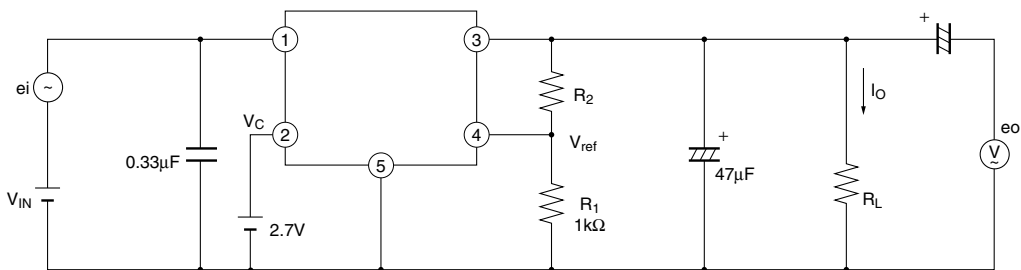 +
1
3
ei
~
R2
IO
VC
2
4
Vref
eo
V
~
0.33μF
5
+
47μF
VIN
2.7V
R1
1kΩ
RL